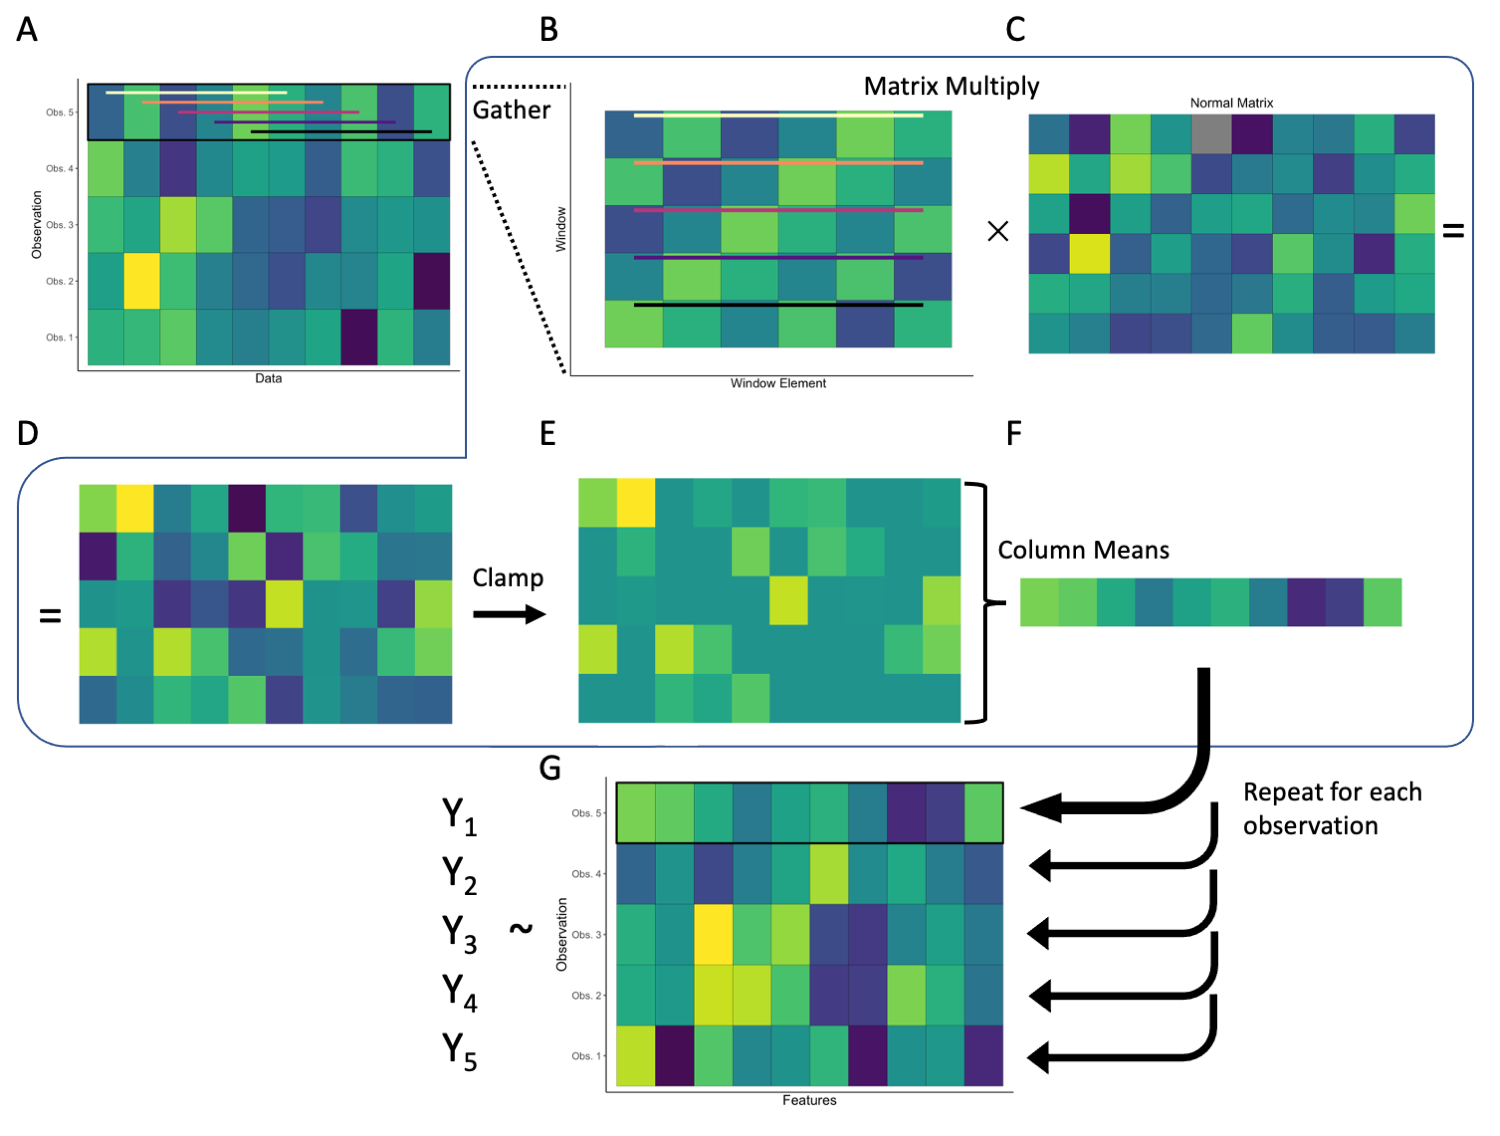 A
B
C
Matrix Multiply
Gather
Normal Matrix
Observation
Obs. 5
Obs. 4
Obs. 3
Obs. 2
Obs. 1
Data
Window
Window Element
×
=
D
E
F
=
Clamp
Column Means
G
Y1
Y2
Y3
Y4
Y5
~
Observation
Obs. 5
Obs. 4
Obs. 3
Obs. 2
Obs. 1
Features
Repeat for each
observation